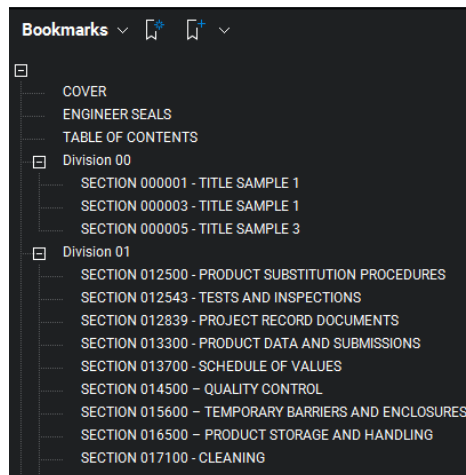 Bookmarks
COVER
ENGINEER SEALS
TABLE OF CONTENTS
Division 00
SECTION 000001 - TITLE SAMPLE 1
SECTION 000003 - TITLE SAMPLE 1
SECTION 000005 - TITLE SAMPLE 3
Division 01
SECTION 012500 - PRODUCT SUBSTITUTION PROCEDURES
SECTION 012543 - TESTS AND INSPECTIONS
SECTION 012839 - PROJECT RECORD DOCUMENTS
SECTION 013300 - PRODUCT DATA AND SUBMISSIONS
SECTION 013700 - SCHEDULE OF VALUES
SECTION 014500 – QUALITY CONTROL
SECTION 015600 – TEMPORARY BARRIERS AND ENCLOSURES
SECTION 016500 – PRODUCT STORAGE AND HANDLING
SECTION 017100 - CLEANING